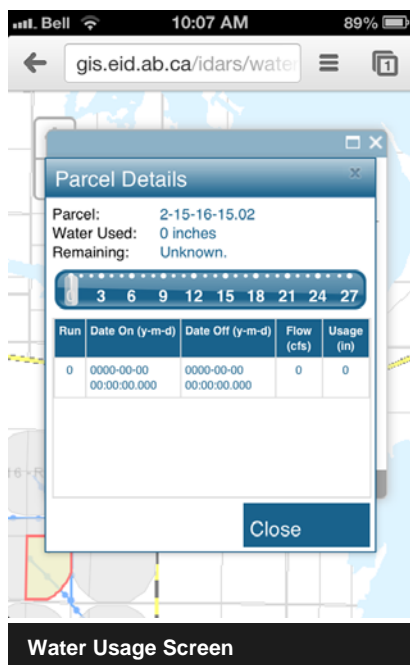 Bell 10:07 AM 89%
gis.eid.ab.ca/idars/wate
1
Parcel Details x
Parcel: 2-15-16-15.02
Water Used: 0 inches
Remaining: Unknown.
0 3 6 9 12 15 18 21 24 27
Run Date On (y-m-d) Date Off (y-m-d) Flow (cfs) Usage (in)
0 0000-00-00 00:00:00.000 0000-00-00 00:00:00.000 0 0
Close
Water Usage Screen